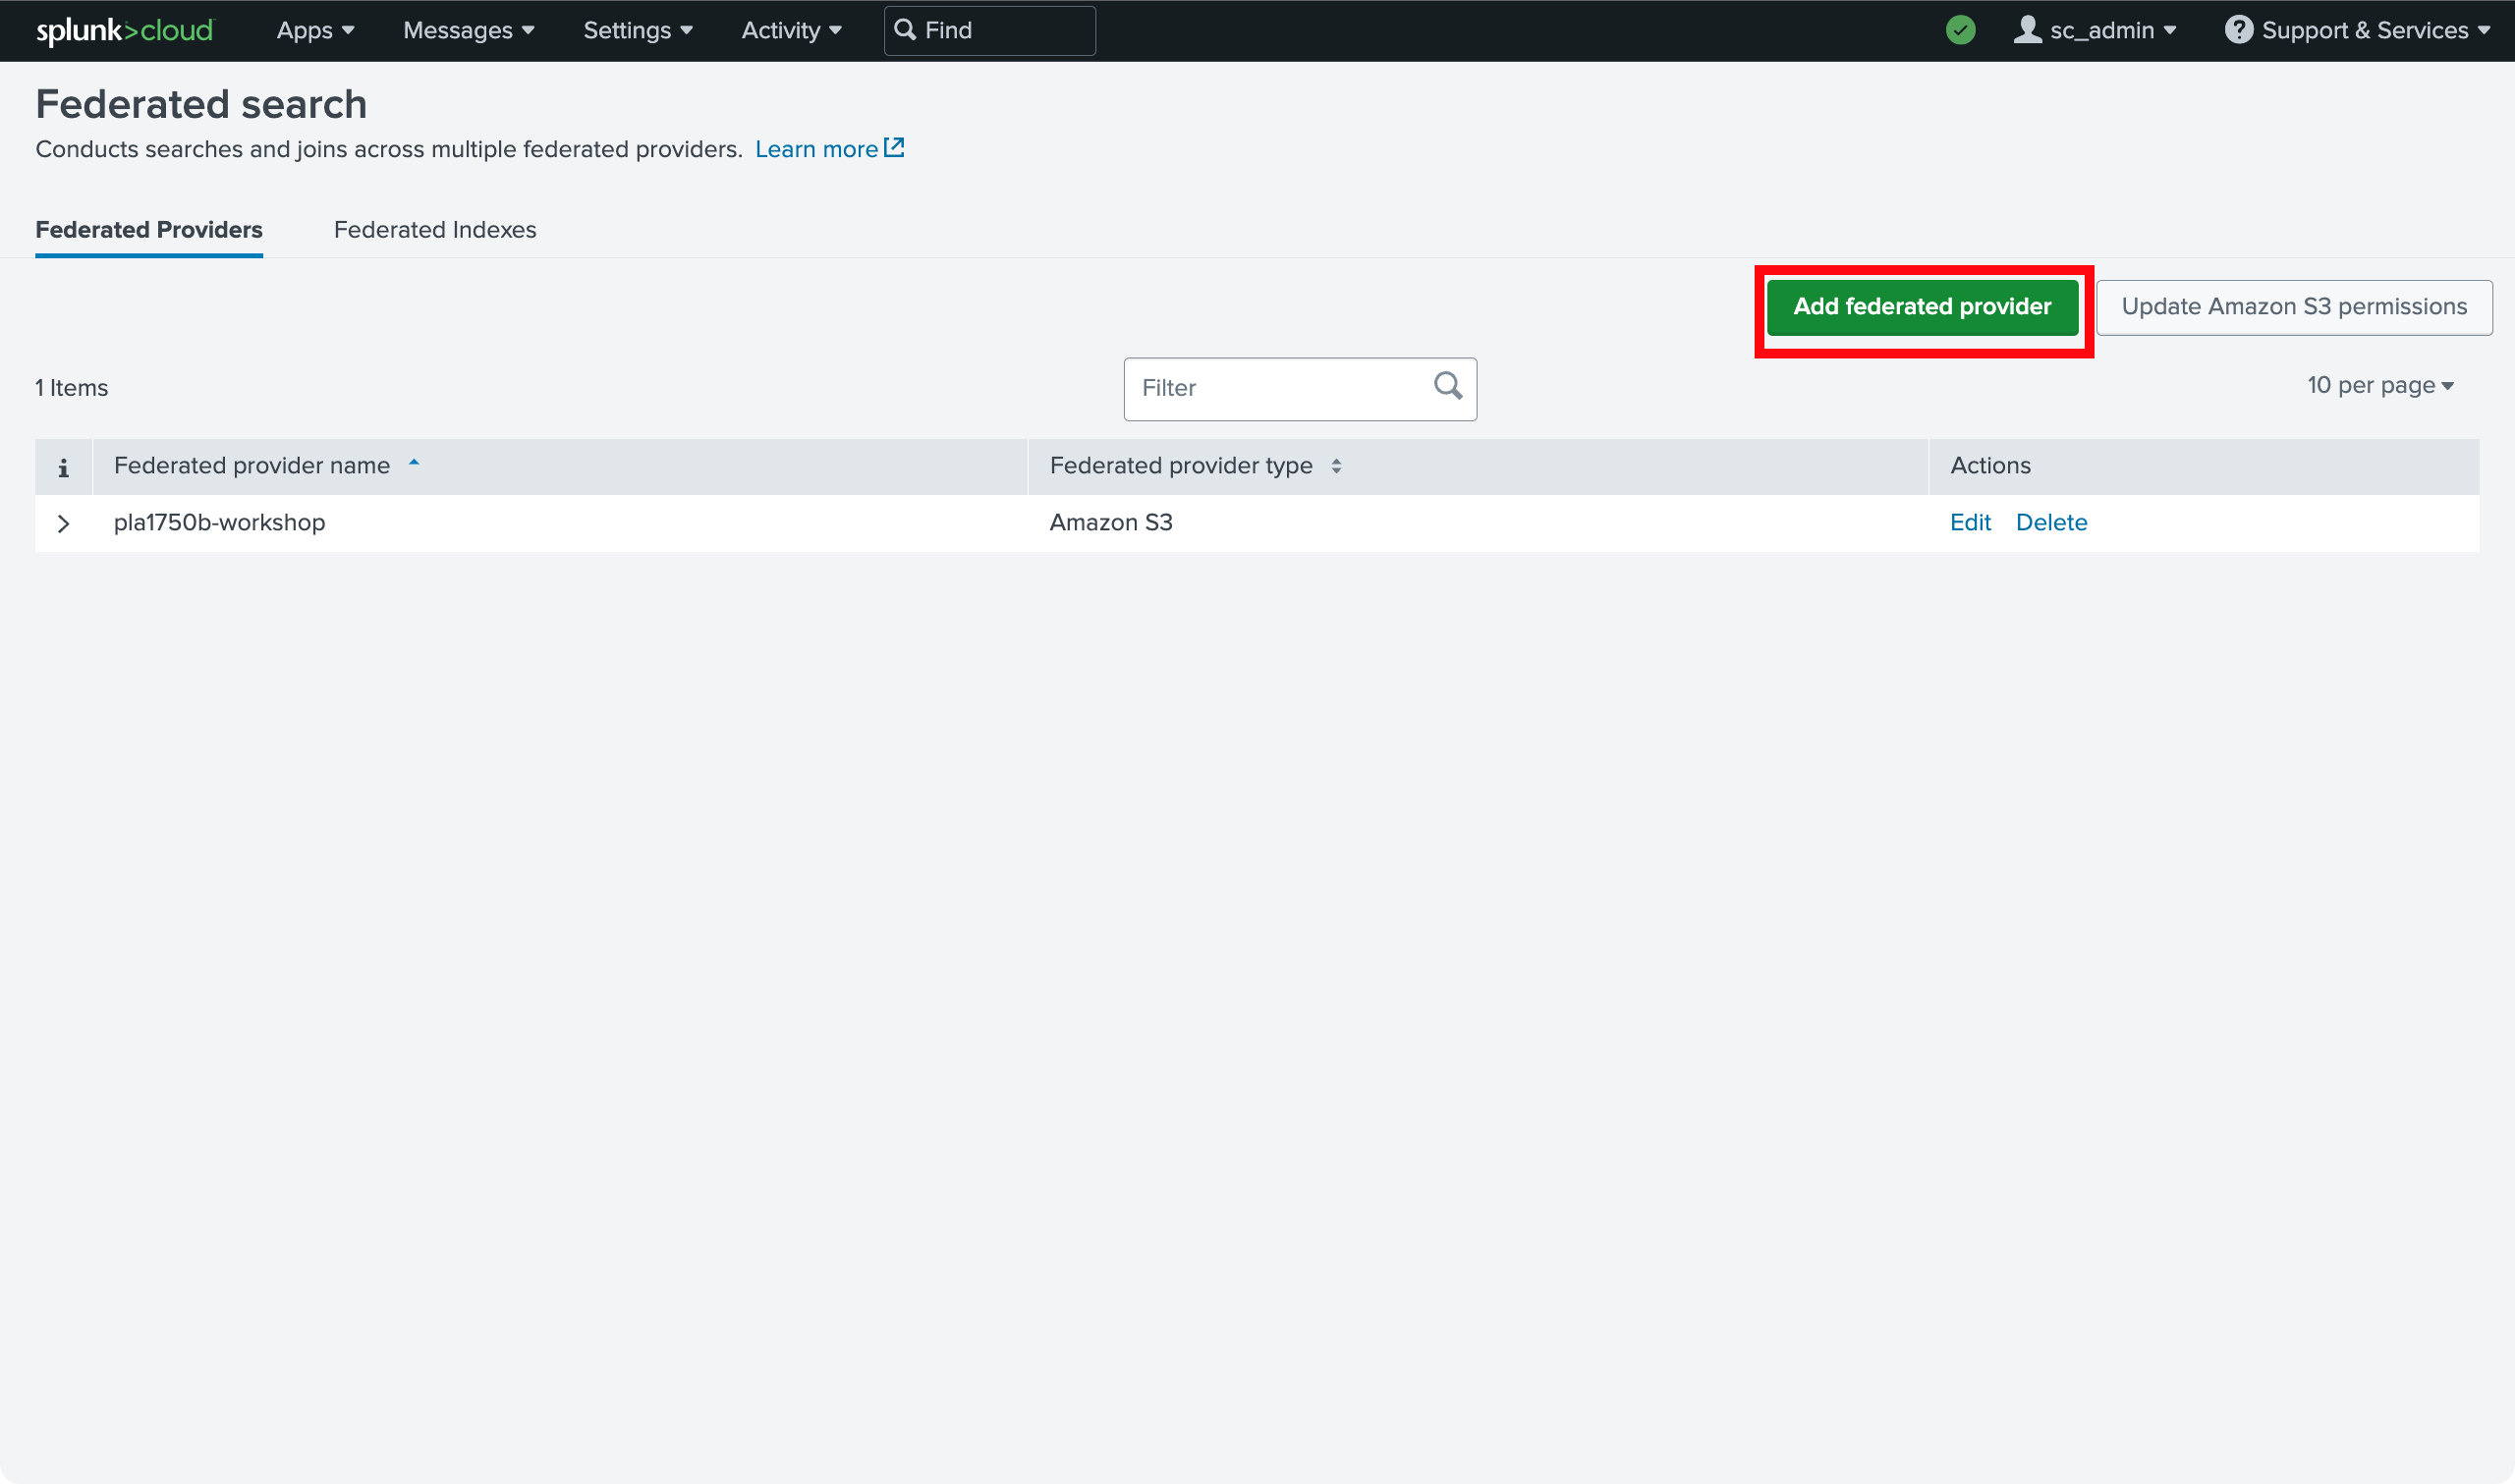 splunk>cloud Apps Messages Settings Activity Find sc_admin Support & Services
Federated search
Conducts searches and joins across multiple federated providers. Learn more
Federated Providers Federated Indexes
Add federated provider Update Amazon S3 permissions
1 Items Filter 10 per page
i Federated provider name Federated provider type Actions
pla1750b-workshop Amazon S3 Edit Delete